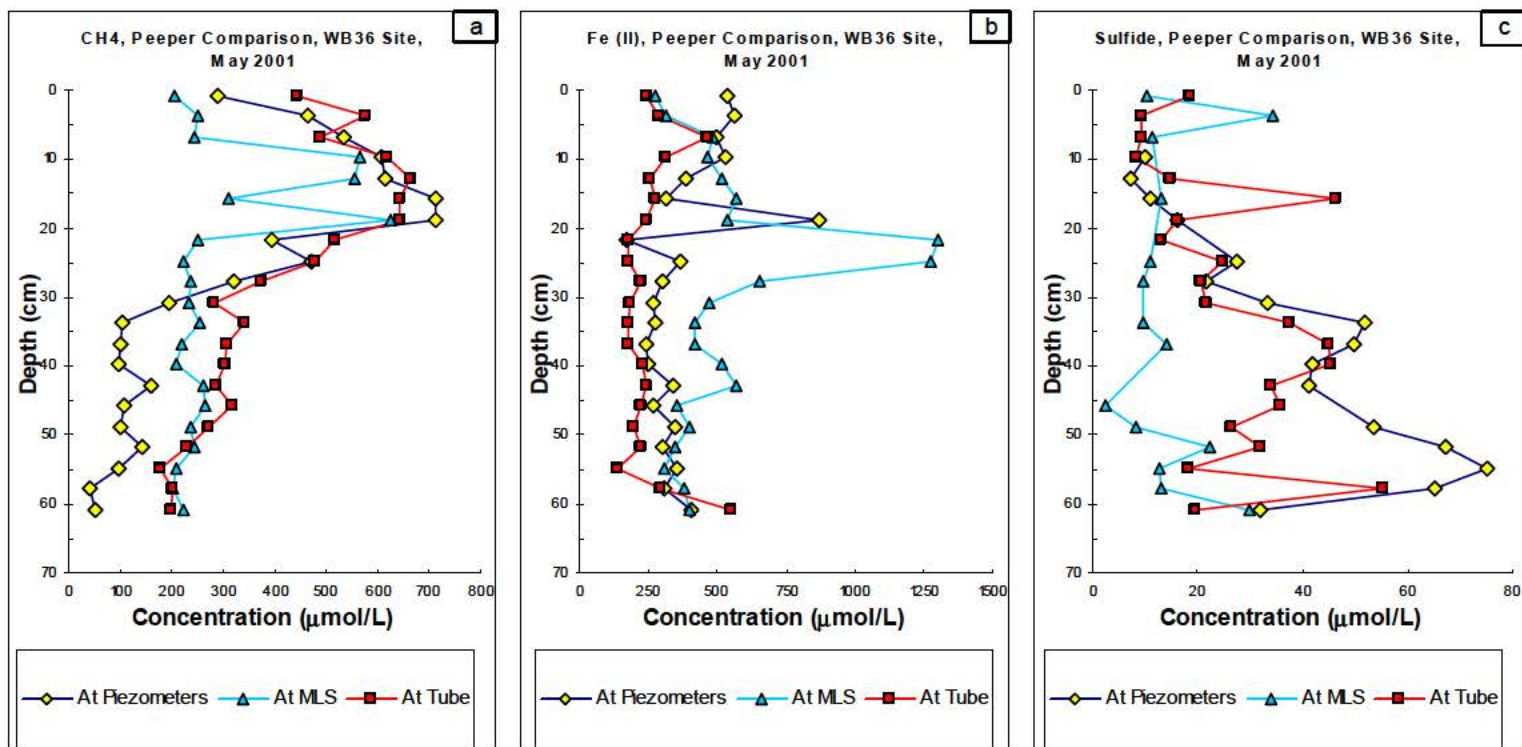 CH4, Peeper Comparison, WB36 Site,
May 2001
a
0
10
20
30
40
50
60
70
Depth (cm)
0 100 200 300 400 500 600 700 800
Concentration (μmol/L)
At Piezometers At MLS At Tube
Fe (II), Peeper Comparison, WB36 Site,
May 2001
b
0
10
20
30
40
50
60
70
Depth (cm)
0 250 500 750 1000 1250 1500
Concentration (μmol/L)
At Piezometers At MLS At Tube
Sulfide, Peeper Comparison, WB36 Site,
May 2001
c
0
10
20
30
40
50
60
70
Depth (cm)
0 20 40 60 80
Concentration (μmol/L)
At Piezometers At MLS At Tube